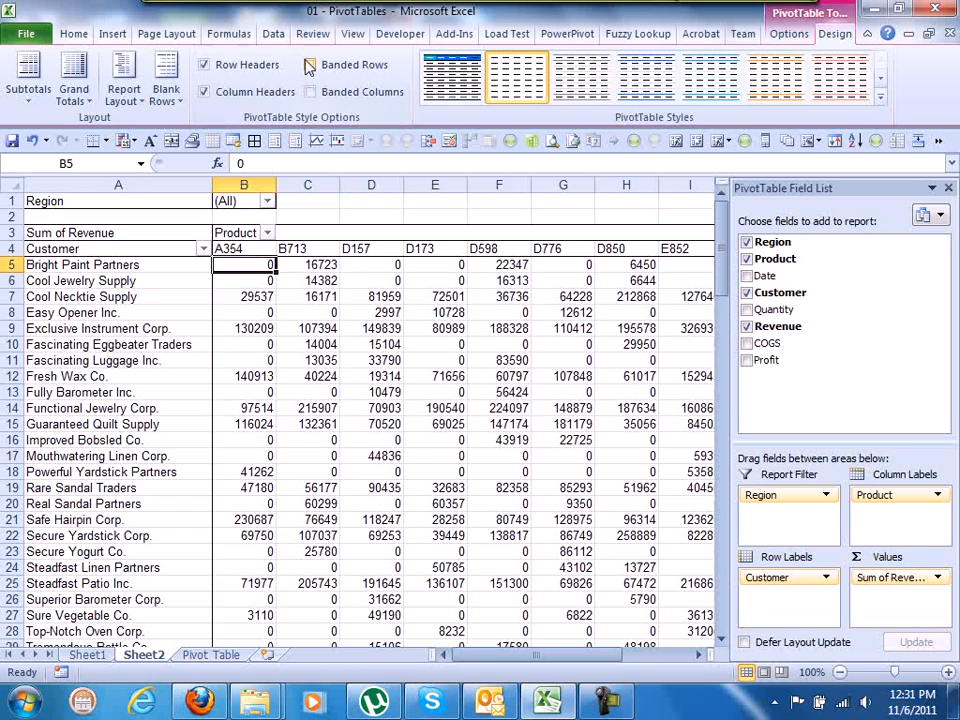 01 - PivotTables - Microsoft Excel
PivotTable To...
File Home Insert Page Layout Formulas Data Review View Developer Add-Ins Load Test PowerPivot Fuzzy Lookup Acrobat Team Options Design
Subtotals Grand Totals Report Layout Blank Rows
Row Headers Banded Rows
Column Headers Banded Columns
Layout PivotTable Style Options PivotTable Styles
B5 fx 0
A B C D E F G H I
1 Region (All)
2
3 Sum of Revenue Product
4 Customer A354 B713 D157 D173 D598 D776 D850 E852
5 Bright Paint Partners 0 16723 0 0 22347 0 6450
6 Cool Jewelry Supply 0 14382 0 0 16313 0 6644
7 Cool Necktie Supply 29537 16171 81959 72501 36736 64228 212868 12764
8 Easy Opener Inc. 0 0 2997 10728 0 12612 0
9 Exclusive Instrument Corp. 130209 107394 149839 80989 188328 110412 195578 32693
10 Fascinating Eggbeater Traders 0 14004 15104 0 0 0 29950
11 Fascinating Luggage Inc. 0 13035 33790 0 83590 0 0
12 Fresh Wax Co. 140913 40224 19314 71656 60797 107848 61017 15294
13 Fully Barometer Inc. 0 0 10479 0 56424 0 0
14 Functional Jewelry Corp. 97514 215907 70903 190540 224097 148879 187634 16086
15 Guaranteed Quilt Supply 116024 132361 70520 69025 147174 181179 35056 8450
16 Improved Bobsled Co. 0 0 0 0 43919 22725 0
17 Mouthwatering Linen Corp. 0 0 44836 0 0 0 0 593
18 Powerful Yardstick Partners 41262 0 0 0 0 0 0 5358
19 Rare Sandal Traders 47180 56177 90435 32683 82358 85293 51962 4045
20 Real Sandal Partners 0 60299 0 60357 0 9350 0
21 Safe Hairpin Corp. 230687 76649 118247 28258 80749 128975 96314 12362
22 Secure Yardstick Corp. 69750 107037 69253 39449 138817 86749 258889 8228
23 Secure Yogurt Co. 0 25780 0 0 0 86112 0
24 Steadfast Linen Partners 0 0 0 50785 0 43102 13727
25 Steadfast Patio Inc. 71977 205743 191645 136107 151300 69826 67472 21686
26 Superior Barometer Corp. 0 0 31662 0 0 0 5790
27 Sure Vegetable Co. 3110 0 49190 0 0 6822 0 3613
28 Top-Notch Oven Corp. 0 0 0 8232 0 0 0 3120
Sheet1 Sheet2 Pivot Table
Ready 100%
PivotTable Field List
Choose fields to add to report:
Region
Product
Date
Customer
Quantity
Revenue
COGS
Profit
Drag fields between areas below:
Report Filter Column Labels
Region Product
Row Labels Σ Values
Customer Sum of Reve...
Defer Layout Update Update
12:31 PM
11/6/2011